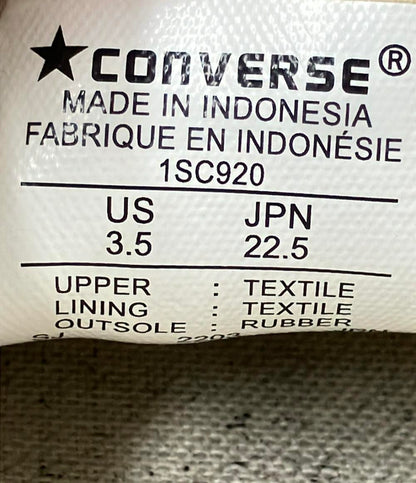 ★CONVERSE®
MADE IN INDONESIA
FABRIQUE EN INDONÉSIE
1SC920
US JPN
3.5 22.5
UPPER : TEXTILE
LINING : TEXTILE
OUTSOLE : RUBBER
2203